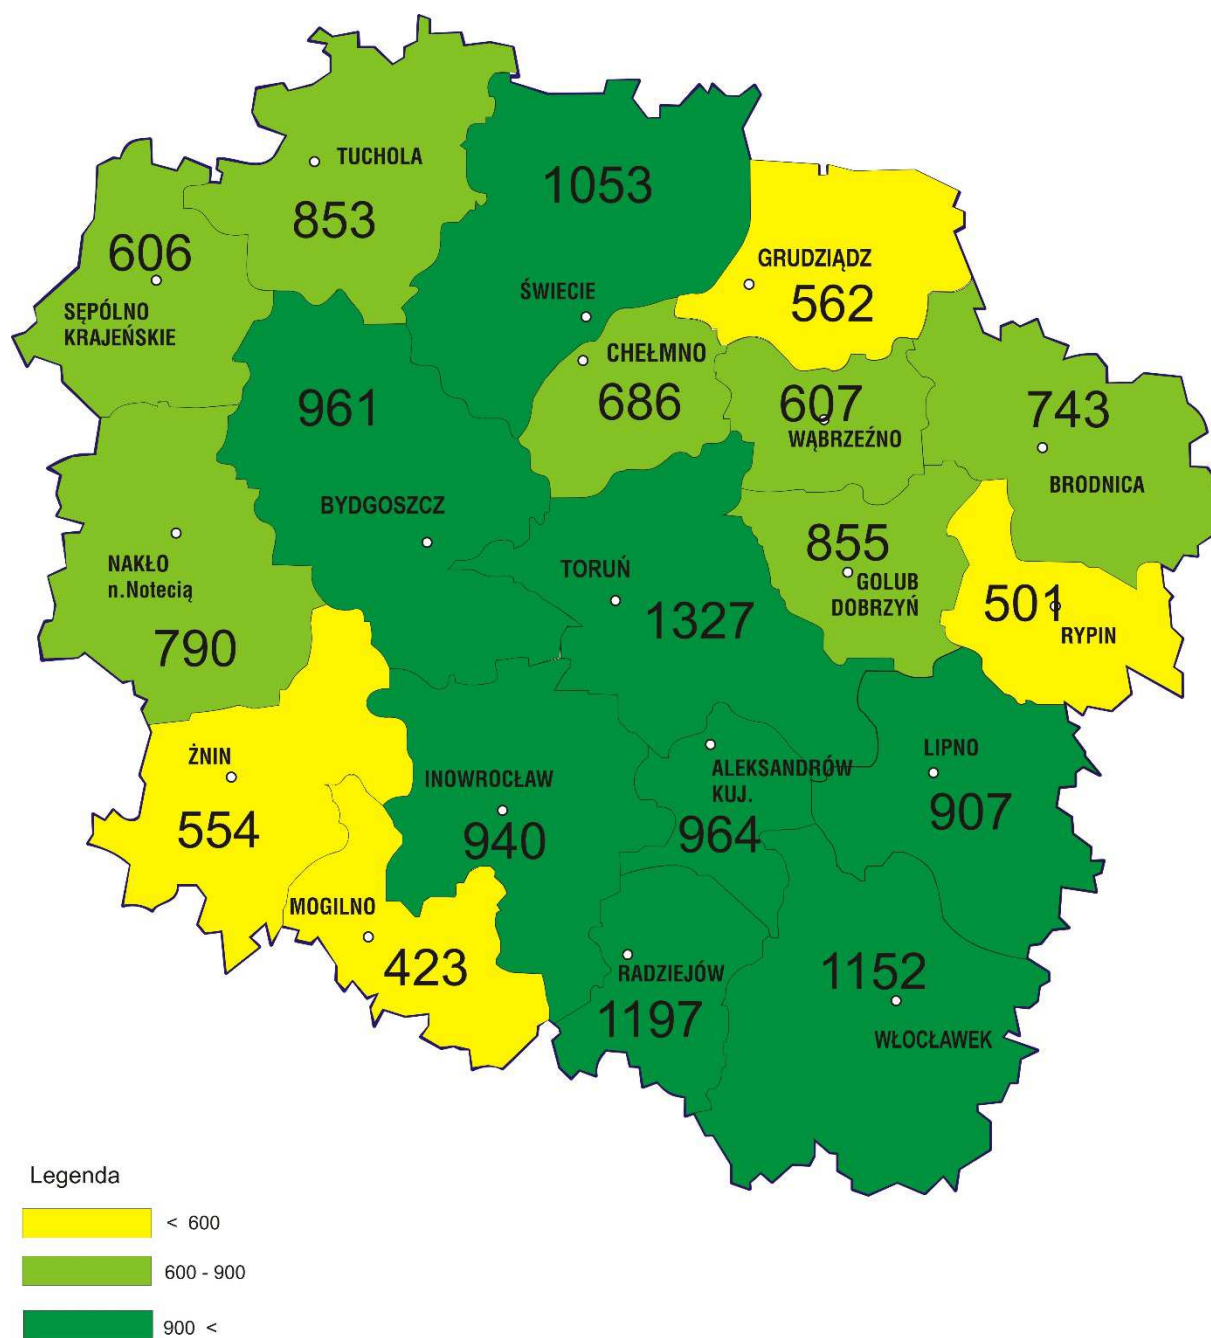 TUCHOLA
853
1053
606
SĘPÓLNO
KRAJEŃSKIE
GRUDZIĄDZ
562
ŚWIECIE
CHEŁMNO
686
961
607
WĄBRZEŹNO
743
BRODNICA
BYDGOSZCZ
NAKŁO
n.Notecią
790
TORUŃ
1327
855
GOLUB
DOBRZYŃ
501
RYPIN
ŻNIN
554
INOWROCŁAW
940
ALEKSANDRÓW
KUJ.
964
LIPNO
907
MOGILNO
423
RADZIEJÓW
1197
1152
WŁOCŁAWEK
Legenda
< 600
600 - 900
900 <